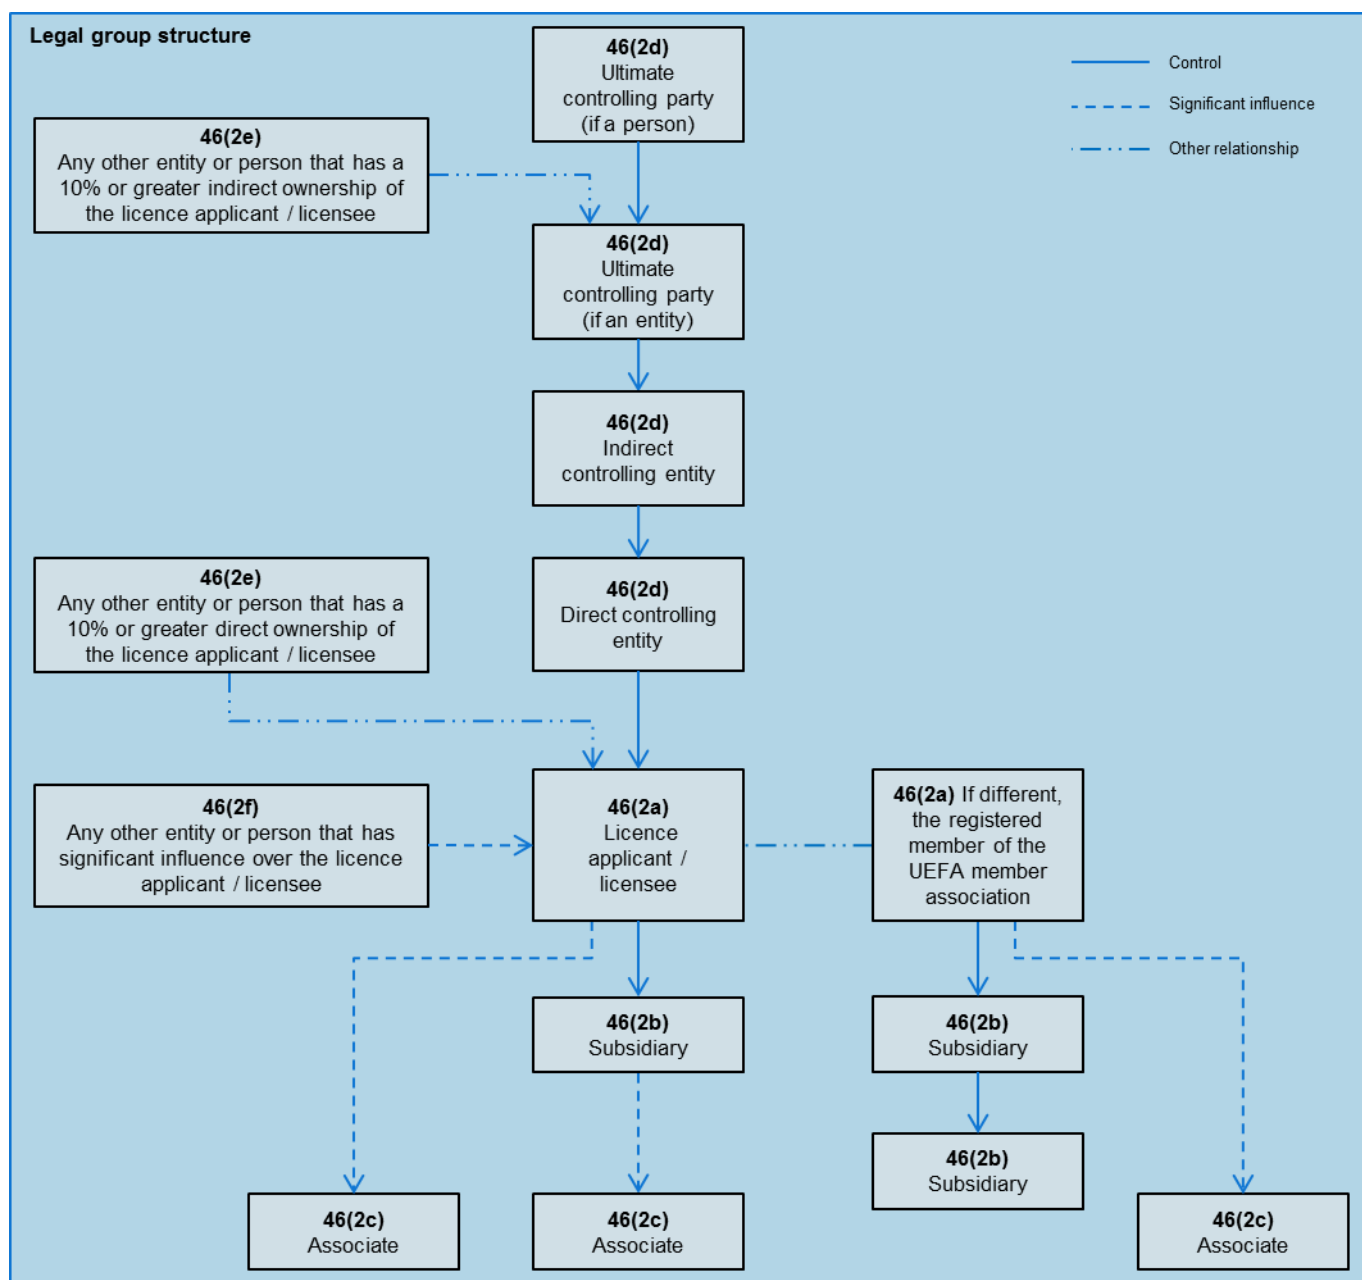 Legal group structure
46(2d)
Ultimate
controlling party
(if a person)
Control
Significant influence
Other relationship
46(2e)
Any other entity or person that has a
10% or greater indirect ownership of
the licence applicant / licensee
46(2d)
Ultimate
controlling party
(if an entity)
46(2d)
Indirect
controlling entity
46(2e)
Any other entity or person that has a
10% or greater direct ownership of
the licence applicant / licensee
46(2d)
Direct controlling
entity
46(2f)
Any other entity or person that has
significant influence over the licence
applicant / licensee
46(2a)
Licence
applicant /
licensee
46(2a) If different,
the registered
member of the
UEFA member
association
46(2b)
Subsidiary
46(2b)
Subsidiary
46(2b)
Subsidiary
46(2c)
Associate
46(2c)
Associate
46(2c)
Associate